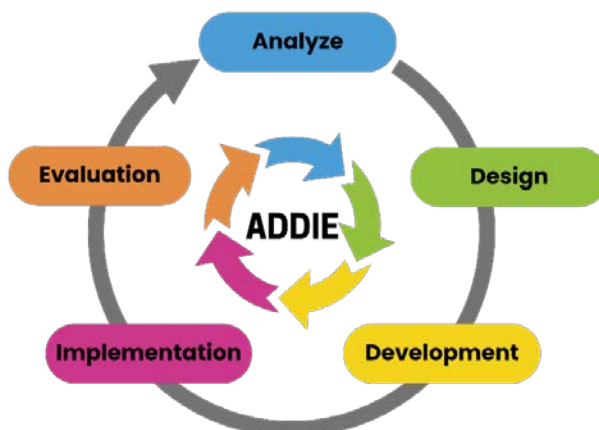 Analyze
Evaluation
ADDIE
Design
Implementation
Development